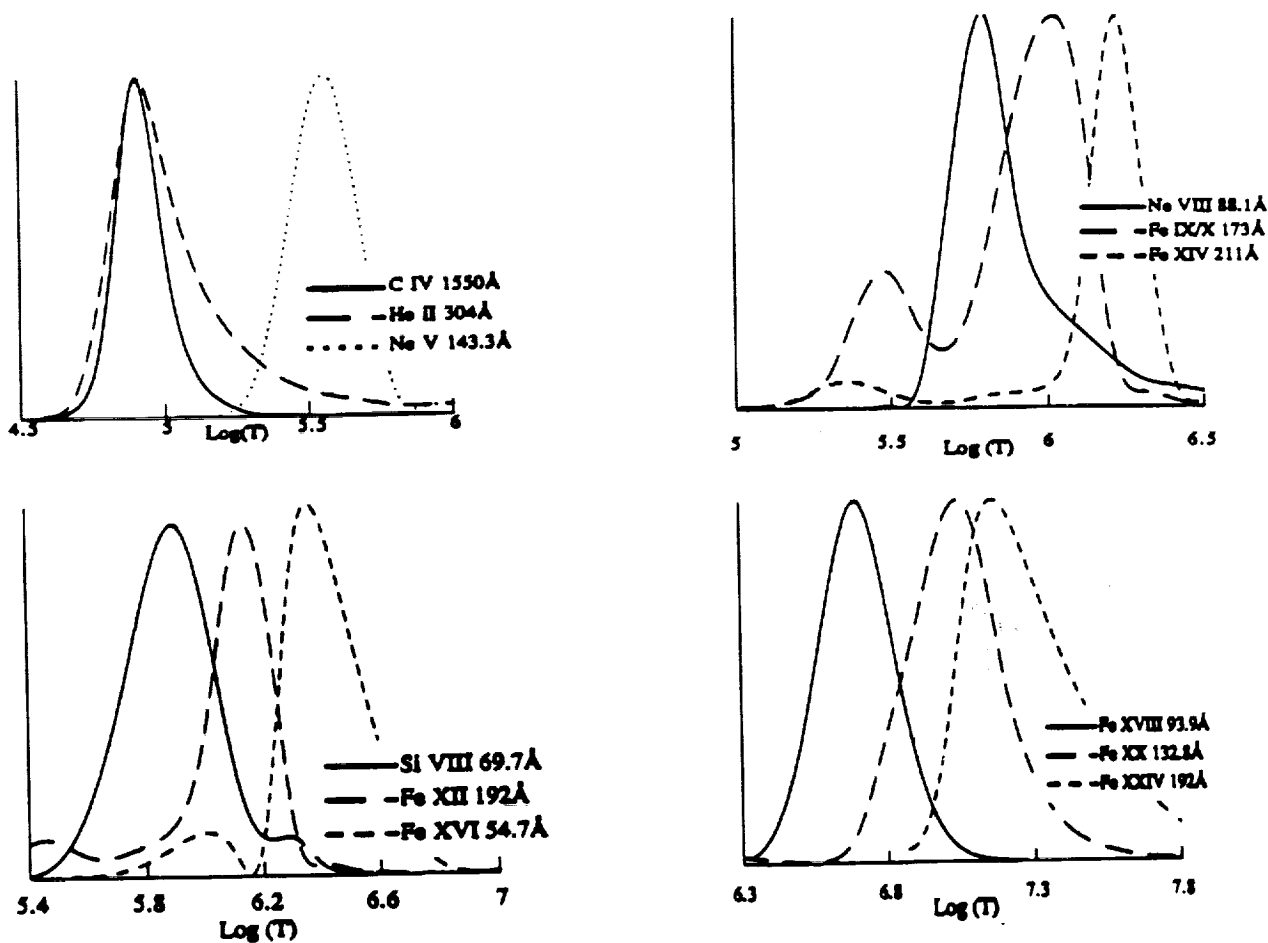 C IV 1550Å
He II 304Å
Ne V 143.3Å
4.5 5 5.5 6
Log(T)
Ne VIII 88.1Å
Fe IX/X 173Å
Fe XIV 211Å
5 5.5 6 6.5
Log (T)
Si VIII 69.7Å
Fe XII 192Å
Fe XVI 54.7Å
5.4 5.8 6.2 6.6 7
Log (T)
Fe XVIII 93.9Å
Fe XX 132.8Å
Fe XXIV 192Å
6.3 6.8 7.3 7.8
Log (T)